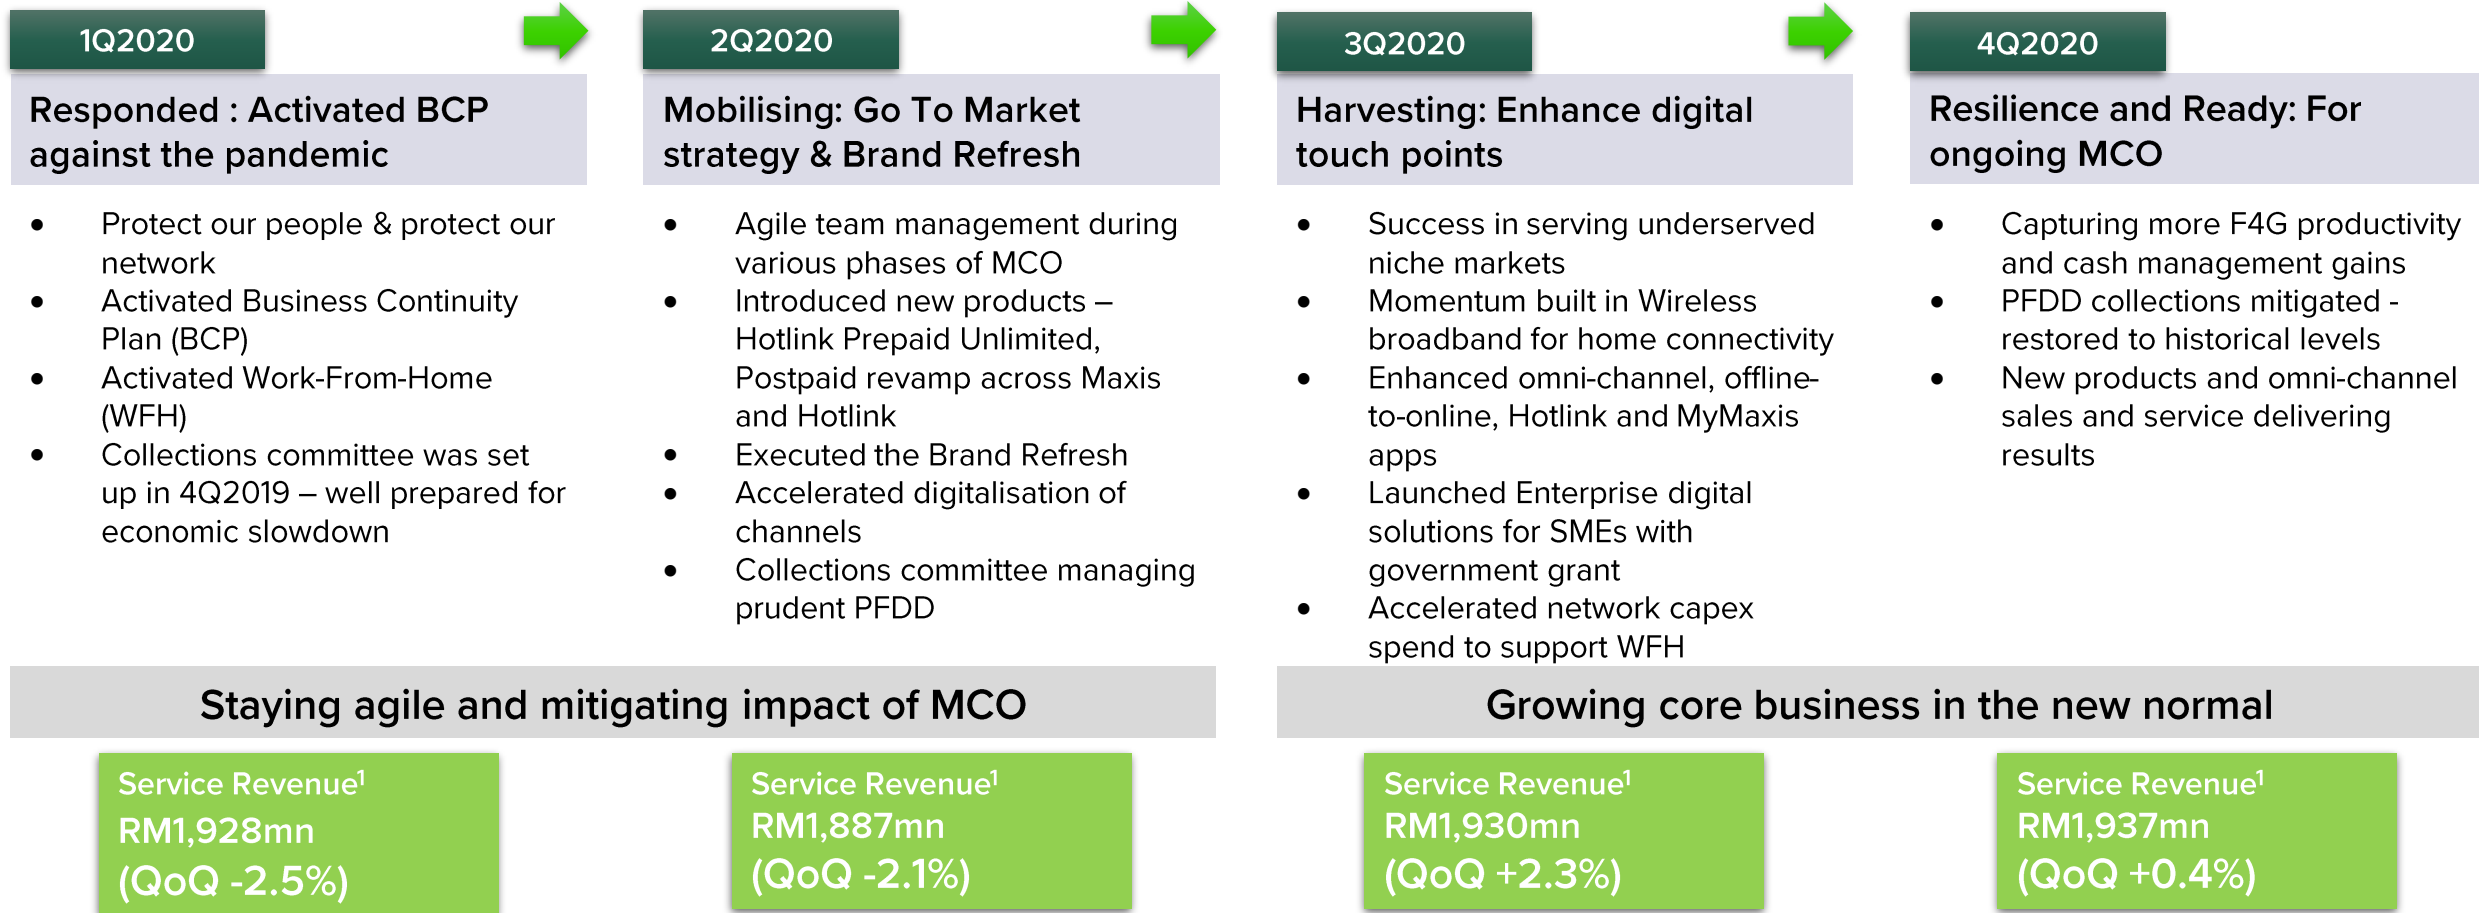 1Q2020
Responded : Activated BCP
against the pandemic
• Protect our people & protect our
network
• Activated Business Continuity
Plan (BCP)
• Activated Work-From-Home
(WFH)
• Collections committee was set
up in 4Q2019 – well prepared for
economic slowdown
2Q2020
Mobilising: Go To Market
strategy & Brand Refresh
• Agile team management during
various phases of MCO
• Introduced new products –
Hotlink Prepaid Unlimited,
Postpaid revamp across Maxis
and Hotlink
• Executed the Brand Refresh
• Accelerated digitalisation of
channels
• Collections committee managing
prudent PFDD
3Q2020
Harvesting: Enhance digital
touch points
• Success in serving underserved
niche markets
• Momentum built in Wireless
broadband for home connectivity
• Enhanced omni-channel, offline-
to-online, Hotlink and MyMaxis
apps
• Launched Enterprise digital
solutions for SMEs with
government grant
• Accelerated network capex
spend to support WFH
4Q2020
Resilience and Ready: For
ongoing MCO
• Capturing more F4G productivity
and cash management gains
• PFDD collections mitigated -
restored to historical levels
• New products and omni-channel
sales and service delivering
results
Staying agile and mitigating impact of MCO
Growing core business in the new normal
Service Revenue¹
RM1,928mn
(QoQ -2.5%)
Service Revenue¹
RM1,887mn
(QoQ -2.1%)
Service Revenue¹
RM1,930mn
(QoQ +2.3%)
Service Revenue¹
RM1,937mn
(QoQ +0.4%)